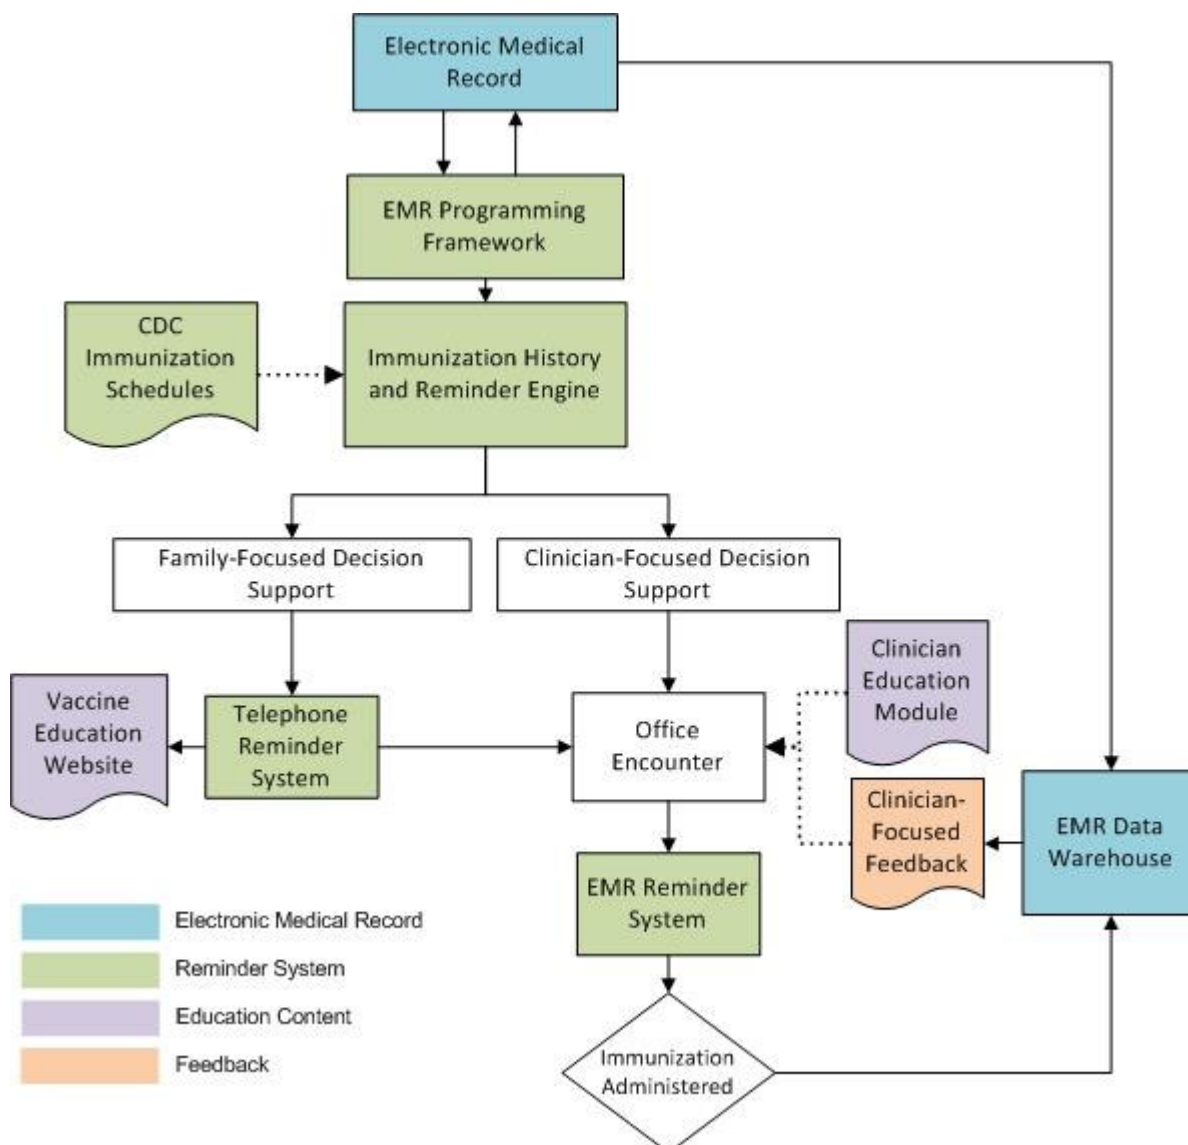 Electronic Medical
Record
EMR Programming
Framework
CDC
Immunization
Schedules
Immunization History
and Reminder Engine
Family-Focused Decision
Support
Clinician-Focused Decision
Support
Vaccine
Education
Website
Telephone
Reminder
System
Office
Encounter
Clinician
Education
Module
Clinician-
Focused
Feedback
EMR Data
Warehouse
EMR Reminder
System
Immunization
Administered
Electronic Medical Record
Reminder System
Education Content
Feedback